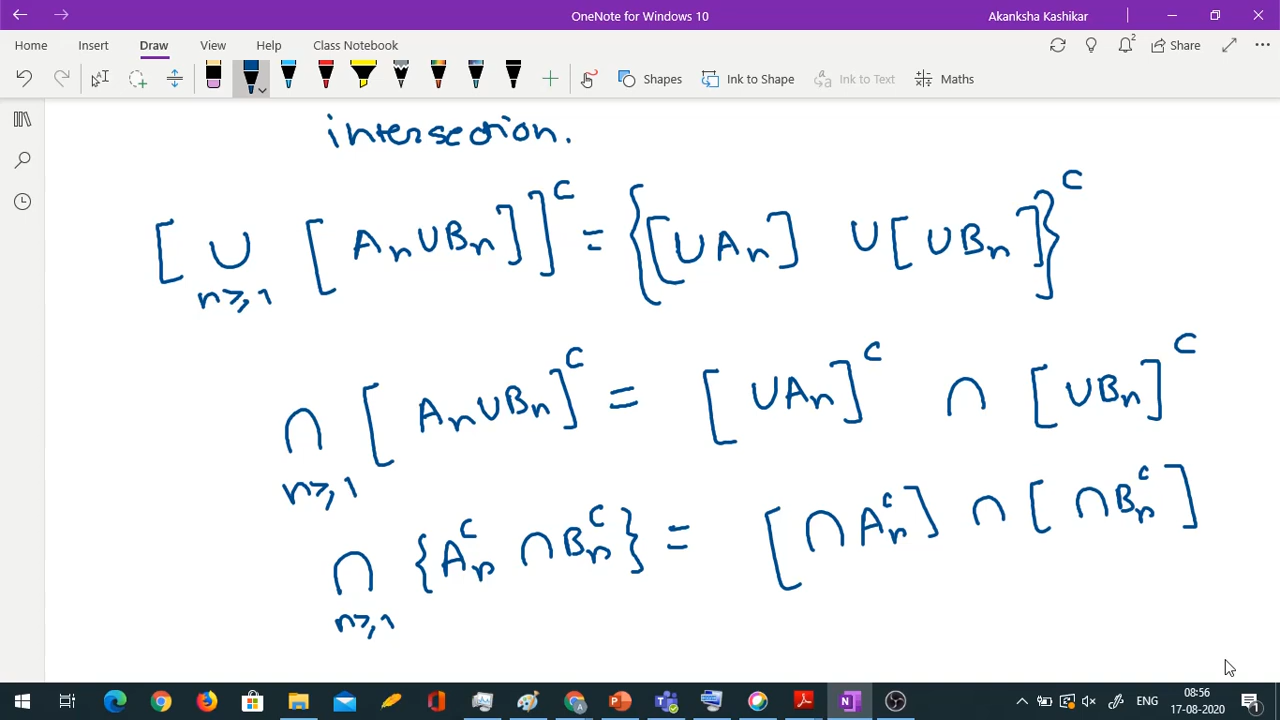 OneNote for Windows 10
Akanksha Kashikar
Home Insert Draw View Help Class Notebook Share
Shapes Ink to Shape Ink to Text Maths
intersection.
[ ∪ [ An ∪ Bn ] ]ᶜ = { [ ∪ An ] ∪ [ ∪ Bn ] }ᶜ
n≥1
∩ [ An ∪ Bn ]ᶜ = [ ∪ An ]ᶜ ∩ [ ∪ Bn ]ᶜ
n≥1
∩ { Anᶜ ∩ Bnᶜ } = [ ∩ Anᶜ ] ∩ [ ∩ Bnᶜ ]
n≥1
ENG
08:56
17-08-2020